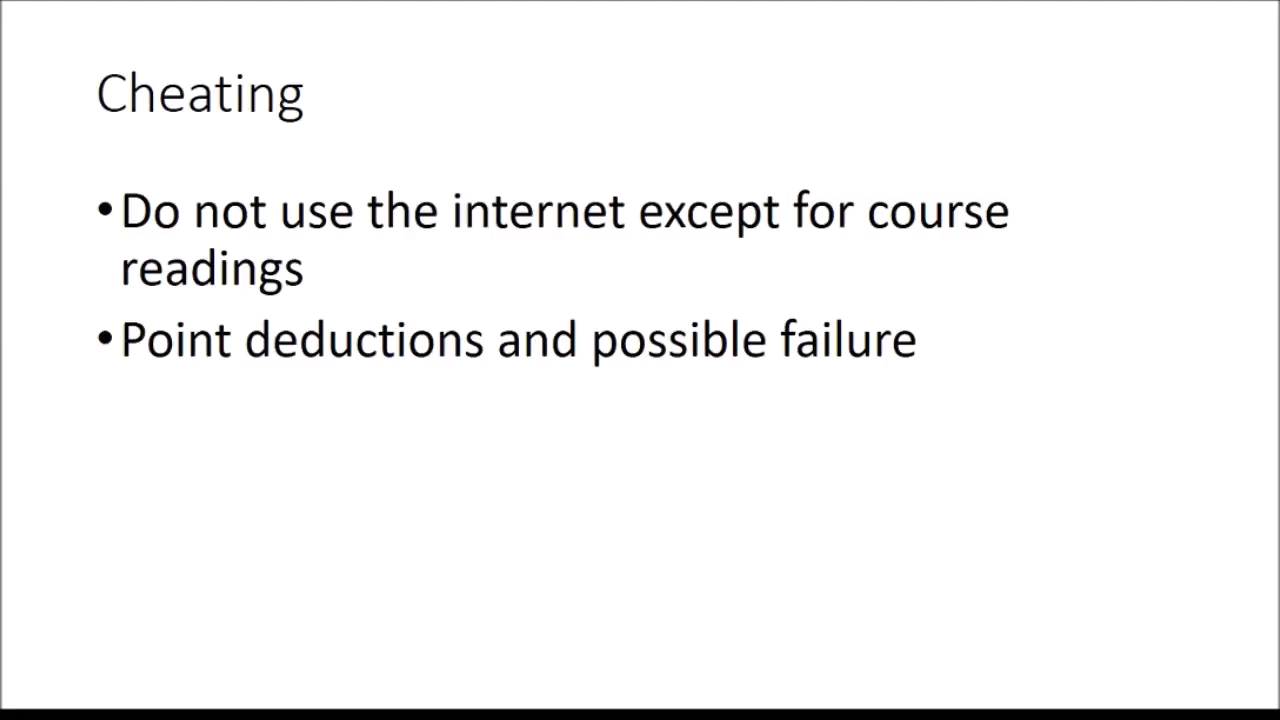 Cheating
•Do not use the internet except for course
readings
•Point deductions and possible failure